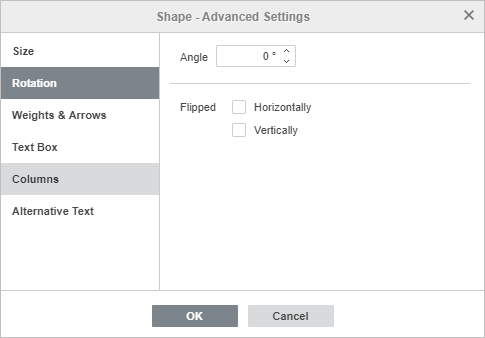 Shape - Advanced Settings
Size
Rotation
Weights & Arrows
Text Box
Columns
Alternative Text
Angle 0 °
Flipped Horizontally
Vertically
OK Cancel